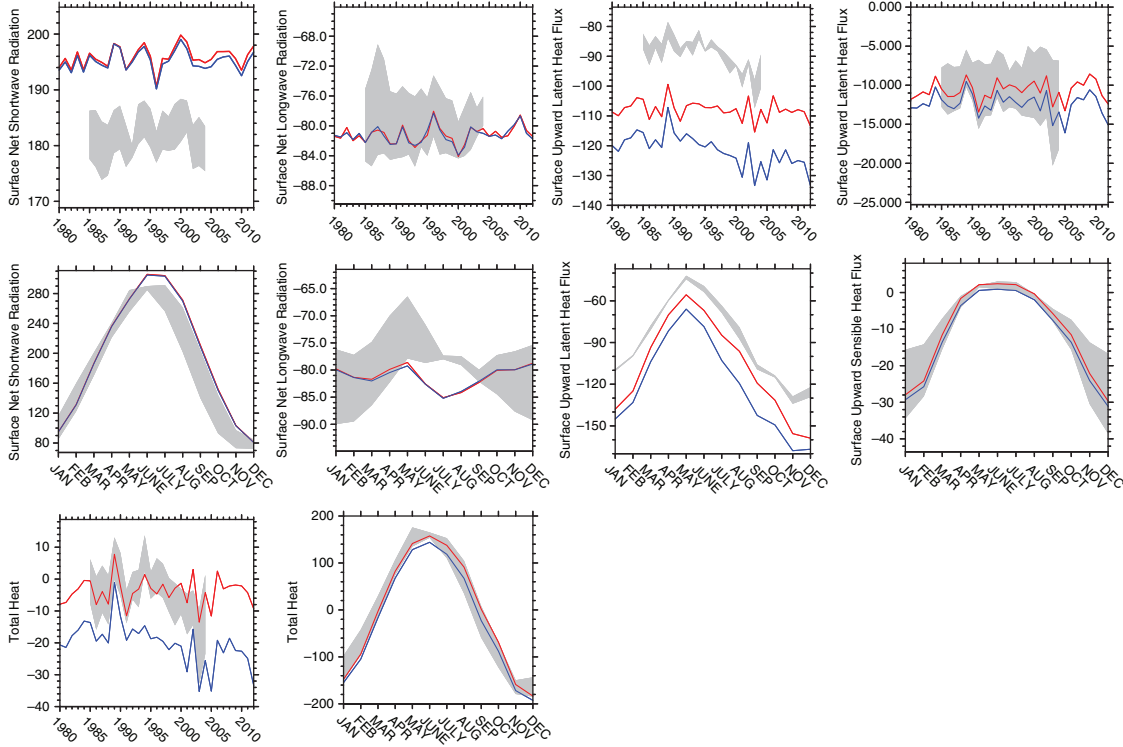 Surface Net Shortwave Radiation
200
190
180
170
1980
1985
1990
1995
2000
2005
2010
Surface Net Longwave Radiation
−68.0
−72.0
−76.0
−80.0
−84.0
−88.0
1980
1985
1990
1995
2000
2005
2010
Surface Upward Latent Heat Flux
−80
−90
−100
−110
−120
−130
−140
1980
1985
1990
1995
2000
2005
2010
Surface Upward Latent Heat Flux
0.000
−5.000
−10.000
−15.000
−20.000
−25.000
1980
1985
1990
1995
2000
2005
2010
Surface Net Shortwave Radiation
280
240
200
160
120
80
JAN
FEB
MAR
APR
MAY
JUNE
JULY
AUG
SEP
OCT
NOV
DEC
Surface Net Longwave Radiation
−65.0
−70.0
−75.0
−80.0
−85.0
−90.0
JAN
FEB
MAR
APR
MAY
JUNE
JULY
AUG
SEP
OCT
NOV
DEC
Surface Upward Latent Heat Flux
−60
−90
−120
−150
JAN
FEB
MAR
APR
MAY
JUNE
JULY
AUG
SEP
OCT
NOV
DEC
Surface Upward Sensible Heat Flux
0
−10
−20
−30
−40
JAN
FEB
MAR
APR
MAY
JUNE
JULY
AUG
SEP
OCT
NOV
DEC
Total Heat
10
0
−10
−20
−30
−40
1980
1985
1990
1995
2000
2005
2010
Total Heat
200
100
0
−100
−200
JAN
FEB
MAR
APR
MAY
JUNE
JULY
AUG
SEP
OCT
NOV
DEC